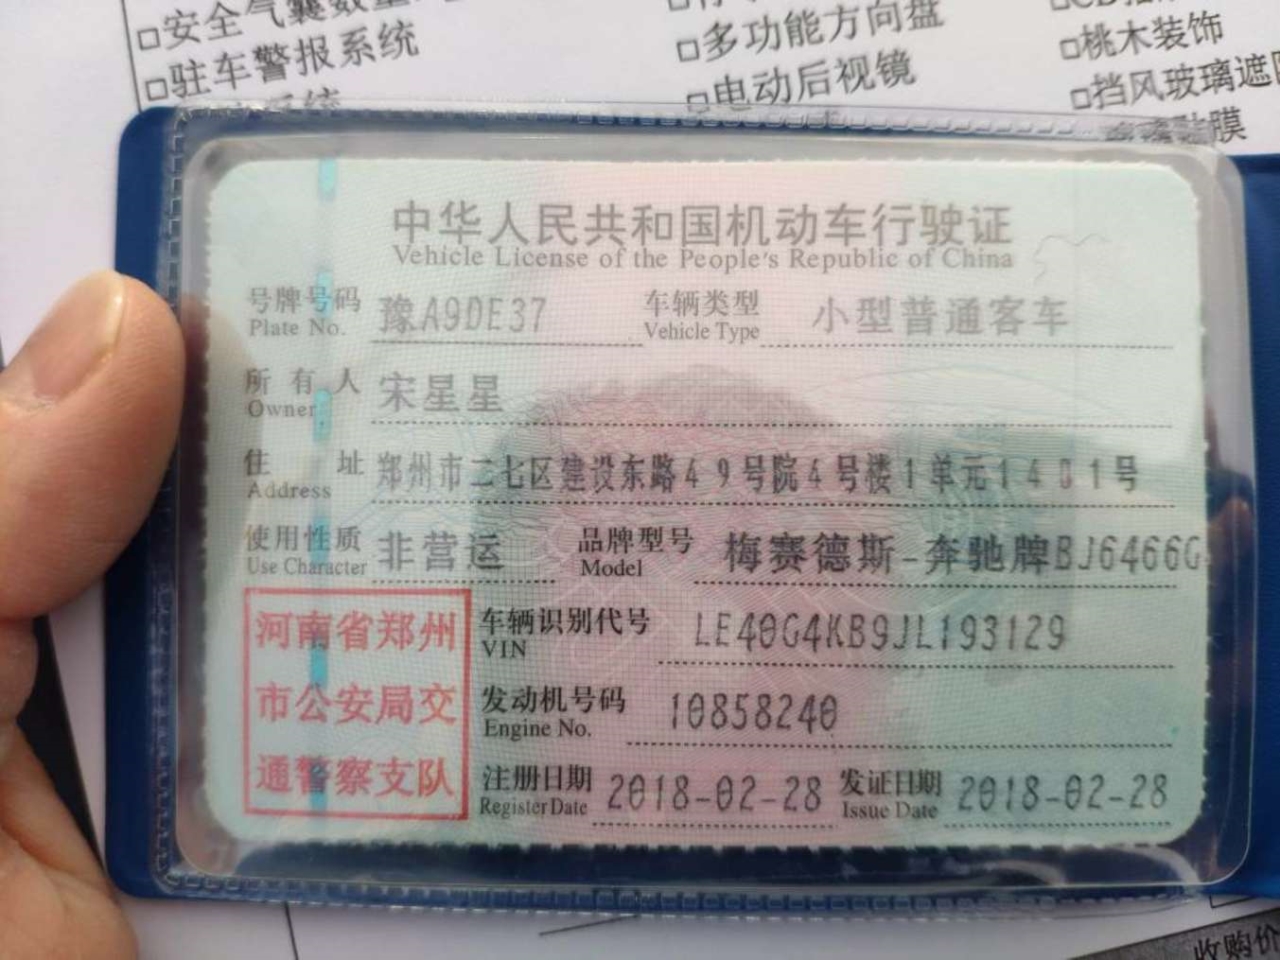 □安全气囊数量
□驻车警报系统
系统
□多功能方向盘
□电动后视镜
□桃木装饰
□挡风玻璃遮
膜
中华人民共和国机动车行驶证
Vehicle License of the People's Republic of China
号牌号码 豫A9DE37 车辆类型 小型普通客车
Plate No. Vehicle Type
所有人 宋星星
Owner
住址 郑州市二七区建设东路49号院4号楼1单元1401号
Address
使用性质 非营运 品牌型号 梅赛德斯-奔驰牌BJ6466G
Use Character Model
河南省郑州
市公安局交
通警察支队
车辆识别代号 LE40G4KB9JL193129
VIN
发动机号码 10858240
Engine No.
注册日期 2018-02-28 发证日期 2018-02-28
Register Date Issue Date
收购价